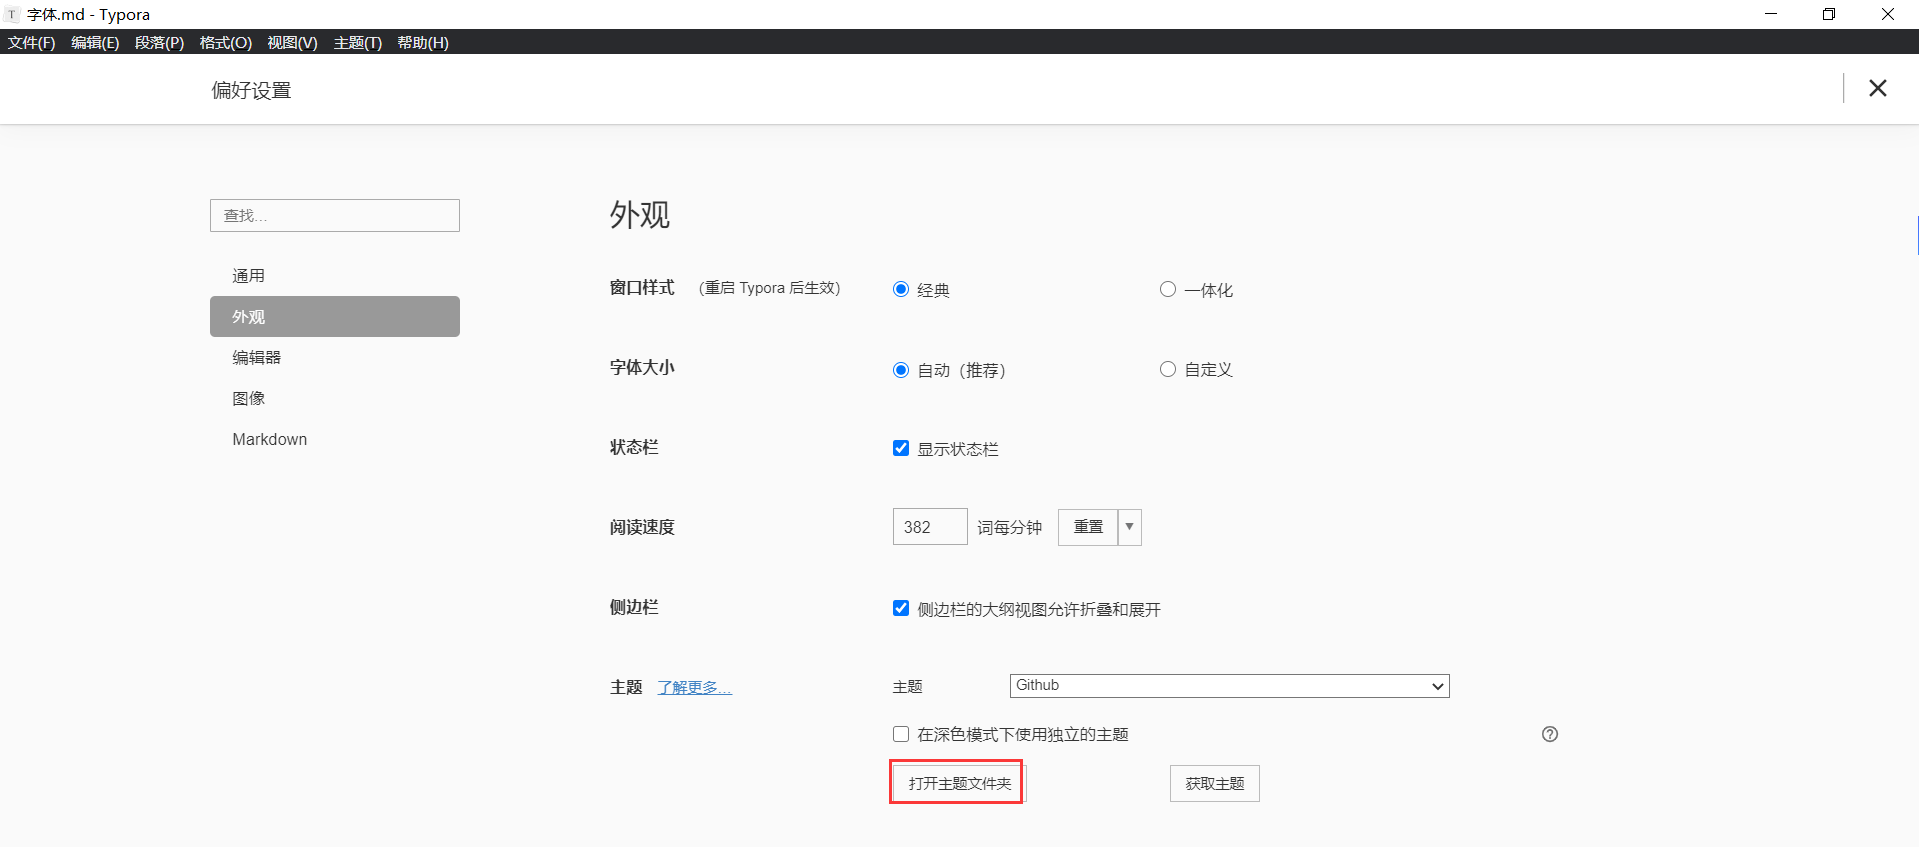 字体.md - Typora
文件(F) 编辑(E) 段落(P) 格式(O) 视图(V) 主题(T) 帮助(H)
偏好设置
查找...
通用
外观
编辑器
图像
Markdown
外观
窗口样式 (重启 Typora 后生效) 经典 一体化
字体大小 自动（推荐） 自定义
状态栏 显示状态栏
阅读速度 382 词每分钟 重置
侧边栏 侧边栏的大纲视图允许折叠和展开
主题 了解更多... 主题 Github
在深色模式下使用独立的主题
打开主题文件夹 获取主题